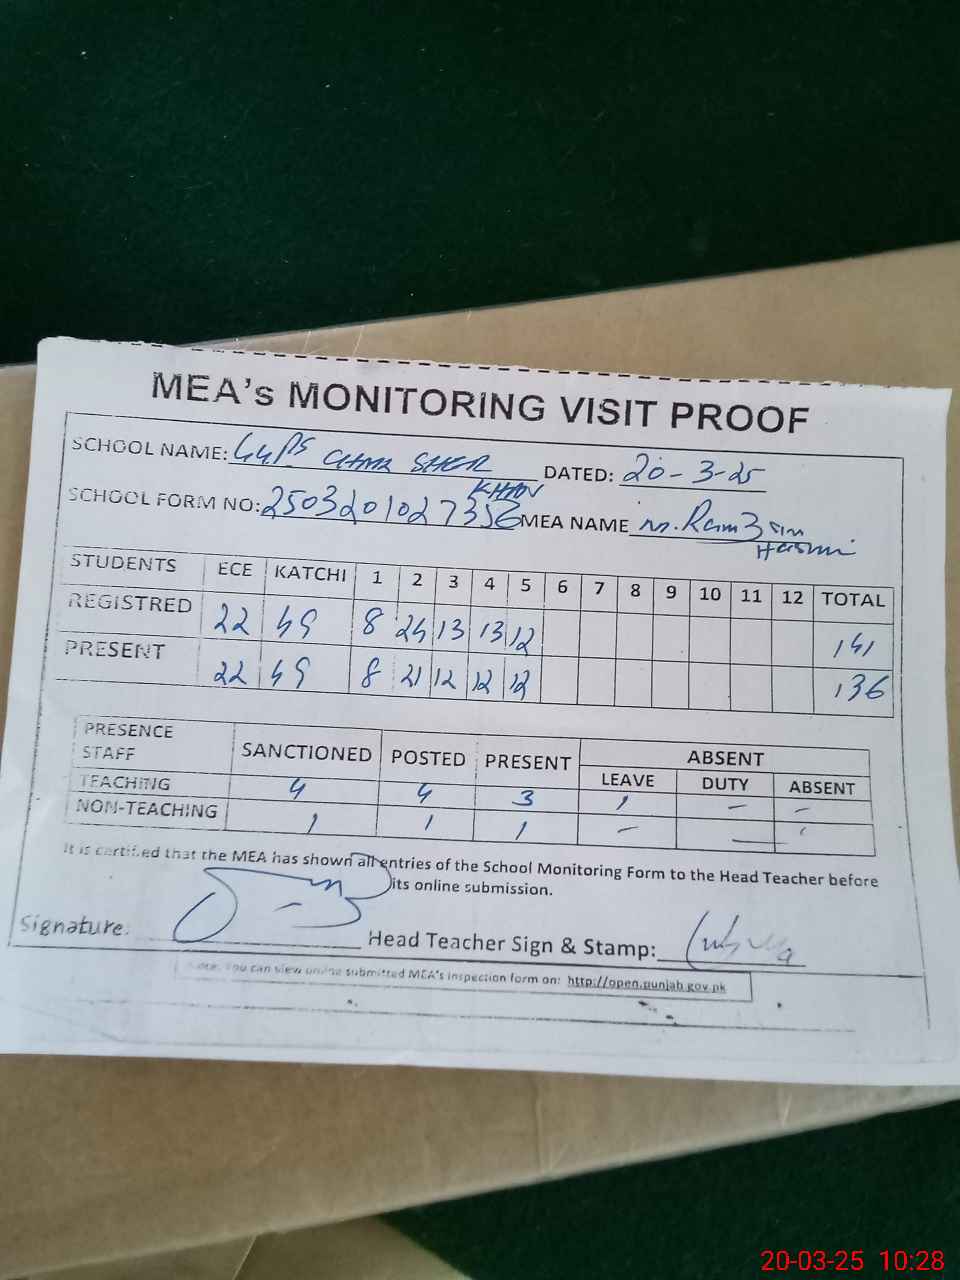 MEA's MONITORING VISIT PROOF
SCHOOL NAME: GGPS CHAK SHER KHAN DATED: 20-3-25
SCHOOL FORM NO: 2503201027356 MEA NAME M. Ramzan Hashmi
STUDENTS ECE KATCHI 1 2 3 4 5 6 7 8 9 10 11 12 TOTAL
REGISTRED 22 49 8 24 13 13 12 141
PRESENT 22 49 8 21 12 12 12 136
PRESENCE STAFF SANCTIONED POSTED PRESENT ABSENT
LEAVE DUTY ABSENT
TEACHING 4 4 3 1 - -
NON-TEACHING 1 1 1 - -
It is certified that the MEA has shown all entries of the School Monitoring Form to the Head Teacher before
its online submission.
Signature: Head Teacher Sign & Stamp:
Note: You can view online submitted MEA's inspection form on: http://open.punjab.gov.pk
20-03-25 10:28